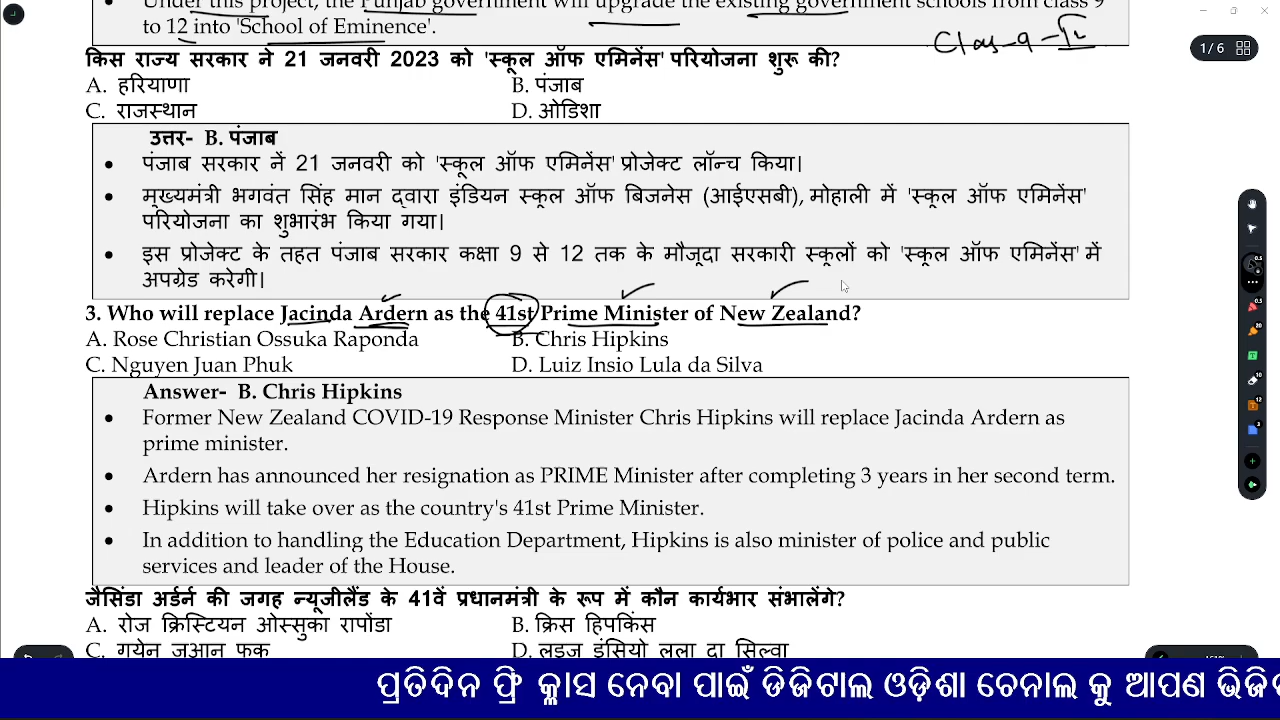 Under this project, the Punjab government will upgrade the existing government schools from class 9
to 12 into 'School of Eminence'.
Clas-9-12
1/6
किस राज्य सरकार ने 21 जनवरी 2023 को 'स्कूल ऑफ एमिनेंस' परियोजना शुरू की?
A. हरियाणा B. पंजाब
C. राजस्थान D. ओडिशा
उत्तर- B. पंजाब
• पंजाब सरकार नें 21 जनवरी को 'स्कूल ऑफ एमिनेंस' प्रोजेक्ट लॉन्च किया।
• मुख्यमंत्री भगवंत सिंह मान द्वारा इंडियन स्कूल ऑफ बिजनेस (आईएसबी), मोहाली में 'स्कूल ऑफ एमिनेंस'
परियोजना का शुभारंभ किया गया।
• इस प्रोजेक्ट के तहत पंजाब सरकार कक्षा 9 से 12 तक के मौजूदा सरकारी स्कूलों को 'स्कूल ऑफ एमिनेंस' में
अपग्रेड करेगी।
3. Who will replace Jacinda Ardern as the 41st Prime Minister of New Zealand?
A. Rose Christian Ossuka Raponda B. Chris Hipkins
C. Nguyen Juan Phuk D. Luiz Insio Lula da Silva
Answer- B. Chris Hipkins
• Former New Zealand COVID-19 Response Minister Chris Hipkins will replace Jacinda Ardern as
prime minister.
• Ardern has announced her resignation as PRIME Minister after completing 3 years in her second term.
• Hipkins will take over as the country's 41st Prime Minister.
• In addition to handling the Education Department, Hipkins is also minister of police and public
services and leader of the House.
जैसिंडा अर्डर्न की जगह न्यूजीलैंड के 41वें प्रधानमंत्री के रूप में कौन कार्यभार संभालेंगे?
A. रोज क्रिस्टियन ओस्सुका रापोंडा B. क्रिस हिपकिंस
C. गुयेन जुआन फुक D. लुइज इंसियो लूला दा सिल्वा
ପ୍ରତିଦିନ ଫ୍ରି କ୍ଲାସ ନେବା ପାଇଁ ଡିଜିଟାଲ ଓଡ଼ିଶା ଚେନାଲ କୁ ଆପଣ